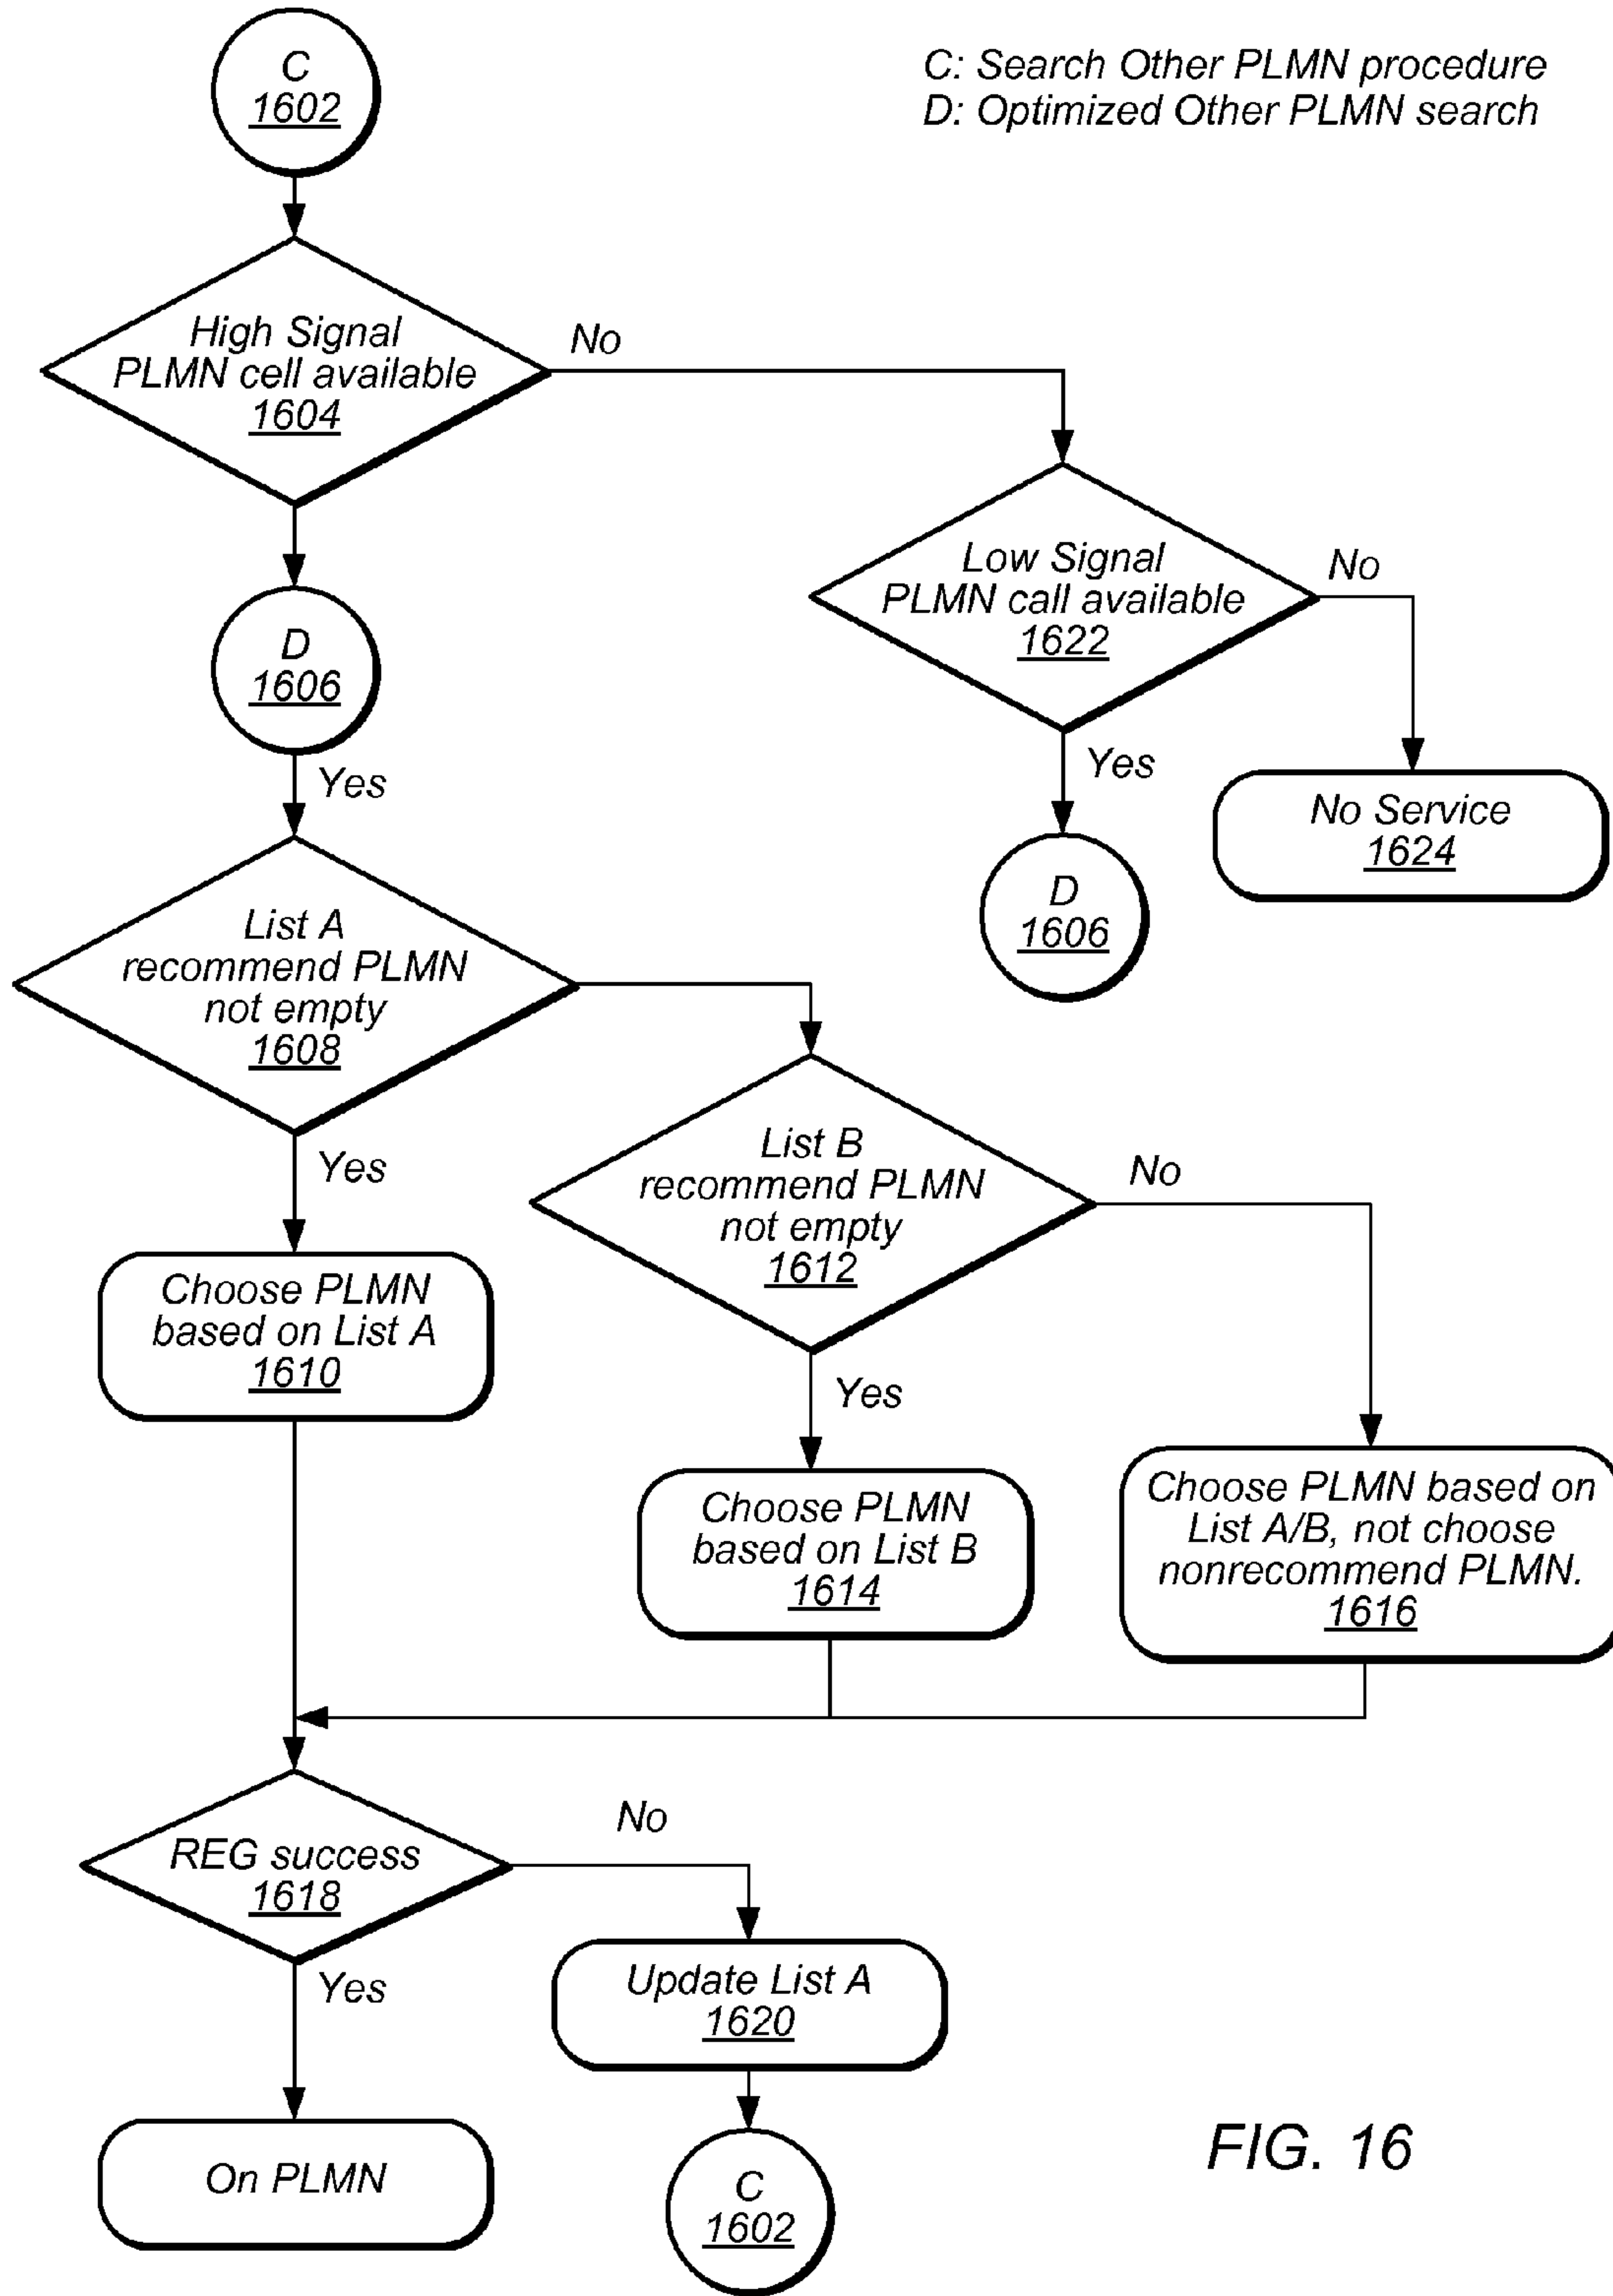 C
1602
C: Search Other PLMN procedure
D: Optimized Other PLMN search
High Signal
PLMN cell available
1604
No
Low Signal
PLMN call available
1622
No
D
1606
Yes
Yes
No Service
1624
D
1606
List A
recommend PLMN
not empty
1608
Yes
List B
recommend PLMN
not empty
1612
No
Choose PLMN
based on List A
1610
Yes
Choose PLMN
based on List B
1614
Choose PLMN based on
List A/B, not choose
nonrecommend PLMN.
1616
REG success
1618
No
Yes
Update List A
1620
On PLMN
C
1602
FIG. 16